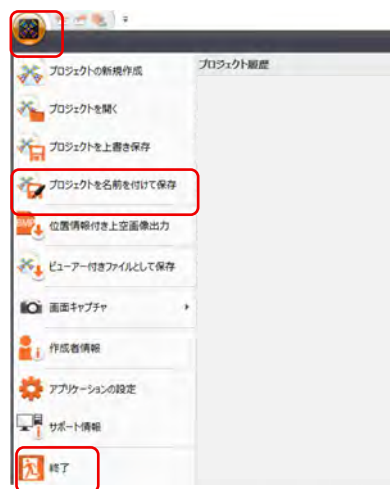 プロジェクト履歴
プロジェクトの新規作成
プロジェクトを開く
プロジェクトを上書き保存
プロジェクトを名前を付けて保存
位置情報付き上空画像出力
ビューアー付きファイルとして保存
画面キャプチャ
作成者情報
アプリケーションの設定
サポート情報
終了